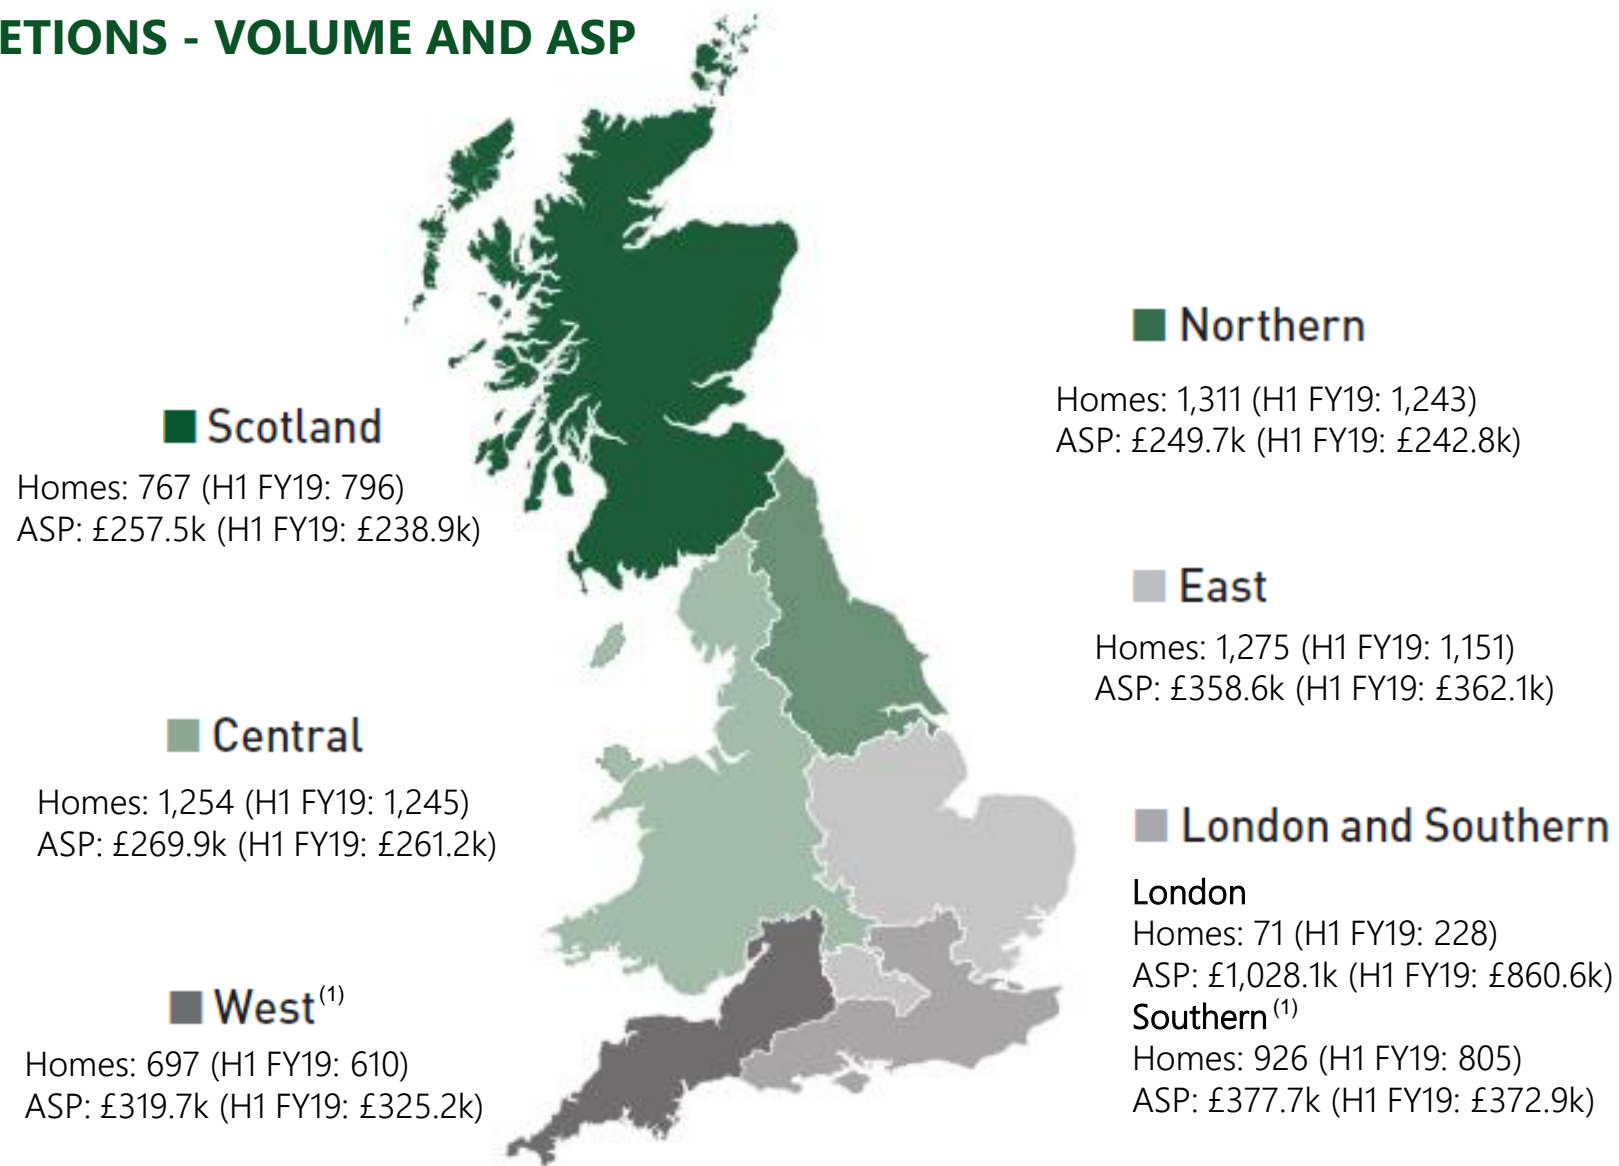 ETIONS - VOLUME AND ASP
Scotland
Homes: 767 (H1 FY19: 796)
ASP: £257.5k (H1 FY19: £238.9k)
Central
Homes: 1,254 (H1 FY19: 1,245)
ASP: £269.9k (H1 FY19: £261.2k)
West (1)
Homes: 697 (H1 FY19: 610)
ASP: £319.7k (H1 FY19: £325.2k)
Northern
Homes: 1,311 (H1 FY19: 1,243)
ASP: £249.7k (H1 FY19: £242.8k)
East
Homes: 1,275 (H1 FY19: 1,151)
ASP: £358.6k (H1 FY19: £362.1k)
London and Southern
London
Homes: 71 (H1 FY19: 228)
ASP: £1,028.1k (H1 FY19: £860.6k)
Southern (1)
Homes: 926 (H1 FY19: 805)
ASP: £377.7k (H1 FY19: £372.9k)